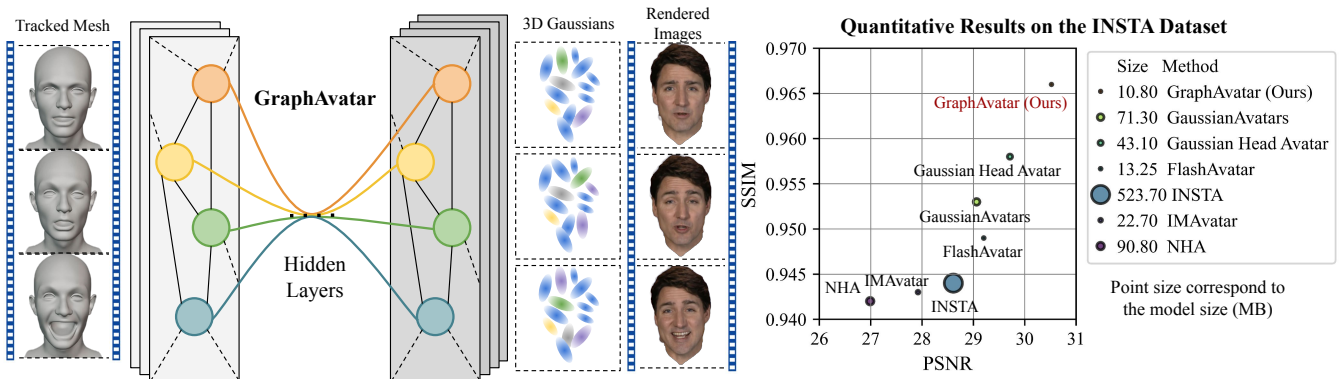 Tracked Mesh
GraphAvatar
Hidden
Layers
3D Gaussians
Rendered
Images
Quantitative Results on the INSTA Dataset
SSIM
0.970
0.965
0.960
0.955
0.950
0.945
0.940
26
27
28
29
30
31
PSNR
GraphAvatar (Ours)
Gaussian Head Avatar
GaussianAvatars
FlashAvatar
IMAvatar
NHA
INSTA
Size Method
10.80 GraphAvatar (Ours)
71.30 GaussianAvatars
43.10 Gaussian Head Avatar
13.25 FlashAvatar
523.70 INSTA
22.70 IMAvatar
90.80 NHA
Point size correspond to
the model size (MB)